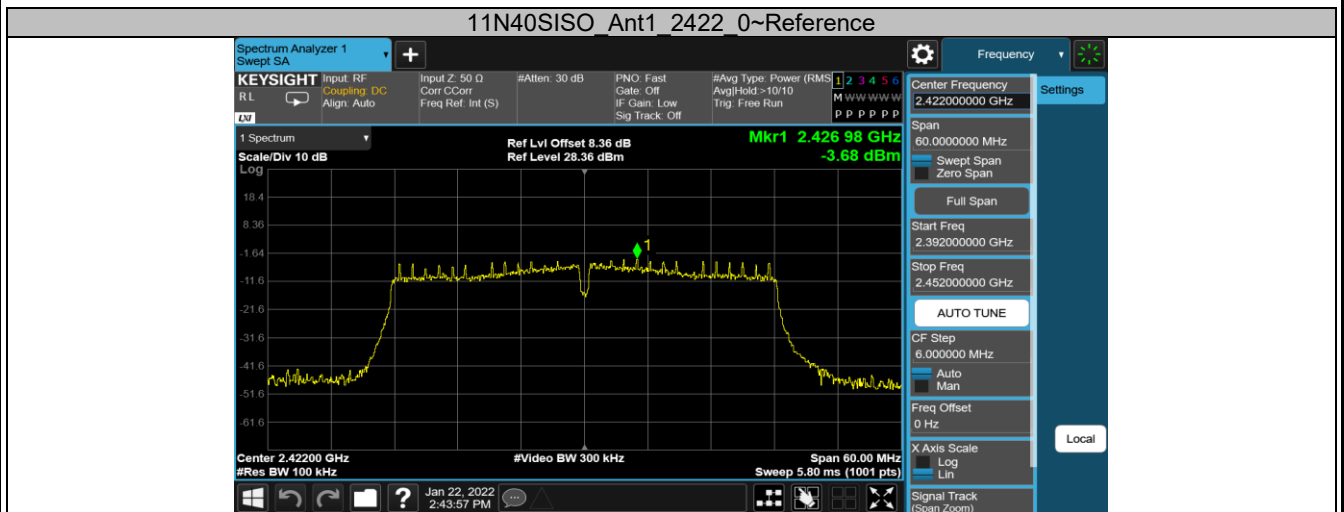 11N40SISO_Ant1_2422_0~Reference
Spectrum Analyzer 1
Swept SA
+
Frequency
KEYSIGHT
RL
LXI
Input: RF
Coupling: DC
Align: Auto
Input Z: 50 Ω
Corr CCorr
Freq Ref: Int (S)
#Atten: 30 dB
PNO: Fast
Gate: Off
IF Gain: Low
Sig Track: Off
#Avg Type: Power (RMS
Avg|Hold:>10/10
Trig: Free Run
1 2 3 4 5 6
M W W W W W
P P P P P P
1 Spectrum
Scale/Div 10 dB
Log
Ref Lvl Offset 8.36 dB
Ref Level 28.36 dBm
Mkr1 2.426 98 GHz
-3.68 dBm
18.4
8.36
-1.64
-11.6
-21.6
-31.6
-41.6
-51.6
-61.6
1
Center 2.42200 GHz
#Res BW 100 kHz
#Video BW 300 kHz
Span 60.00 MHz
Sweep 5.80 ms (1001 pts)
?
Jan 22, 2022
2:43:57 PM
Center Frequency
2.422000000 GHz
Span
60.0000000 MHz
Swept Span
Zero Span
Full Span
Start Freq
2.392000000 GHz
Stop Freq
2.452000000 GHz
AUTO TUNE
CF Step
6.000000 MHz
Auto
Man
Freq Offset
0 Hz
X Axis Scale
Log
Lin
Signal Track
(Span Zoom)
Settings
Local